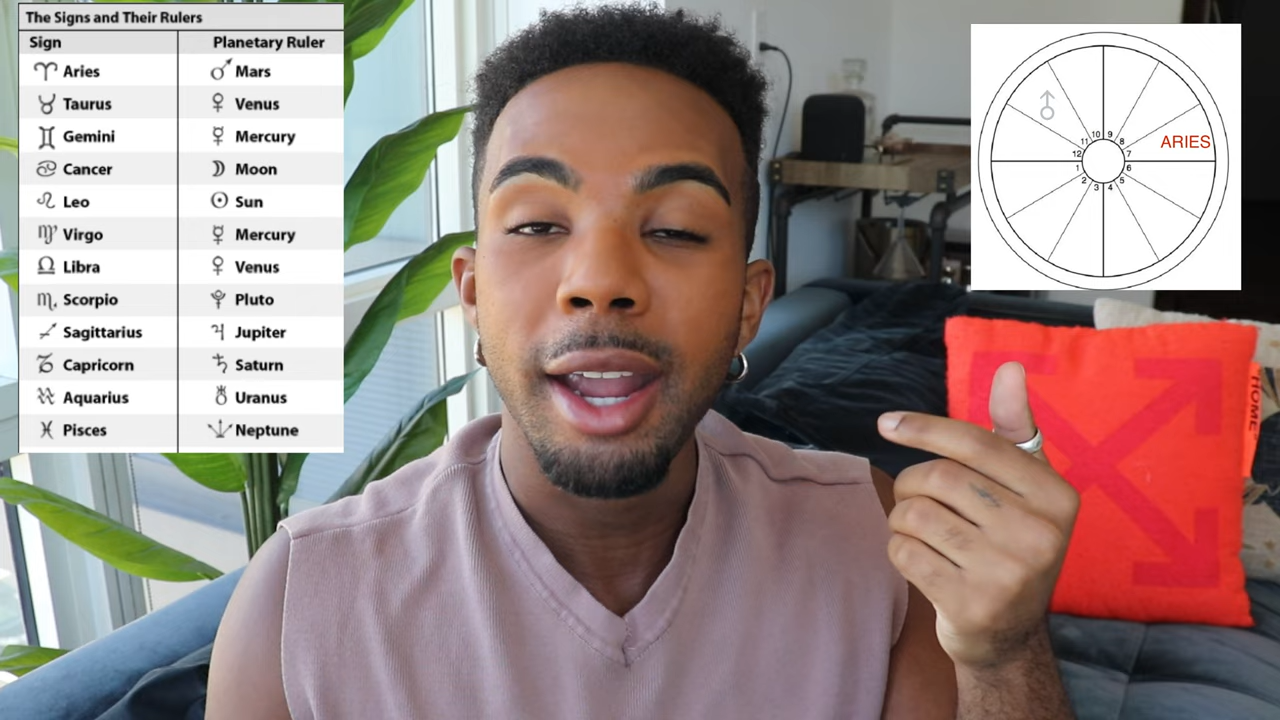 The Signs and Their Rulers
Sign Planetary Ruler
♈ Aries ♂ Mars
♉ Taurus ♀ Venus
♊ Gemini ☿ Mercury
♋ Cancer ☽ Moon
♌ Leo ☉ Sun
♍ Virgo ☿ Mercury
♎ Libra ♀ Venus
♏ Scorpio ♇ Pluto
♐ Sagittarius ♃ Jupiter
♑ Capricorn ♄ Saturn
♒ Aquarius ♅ Uranus
♓ Pisces ♆ Neptune
ARIES
♂
10 9
11 8
12 7
1 6
2 5
3 4
HOME